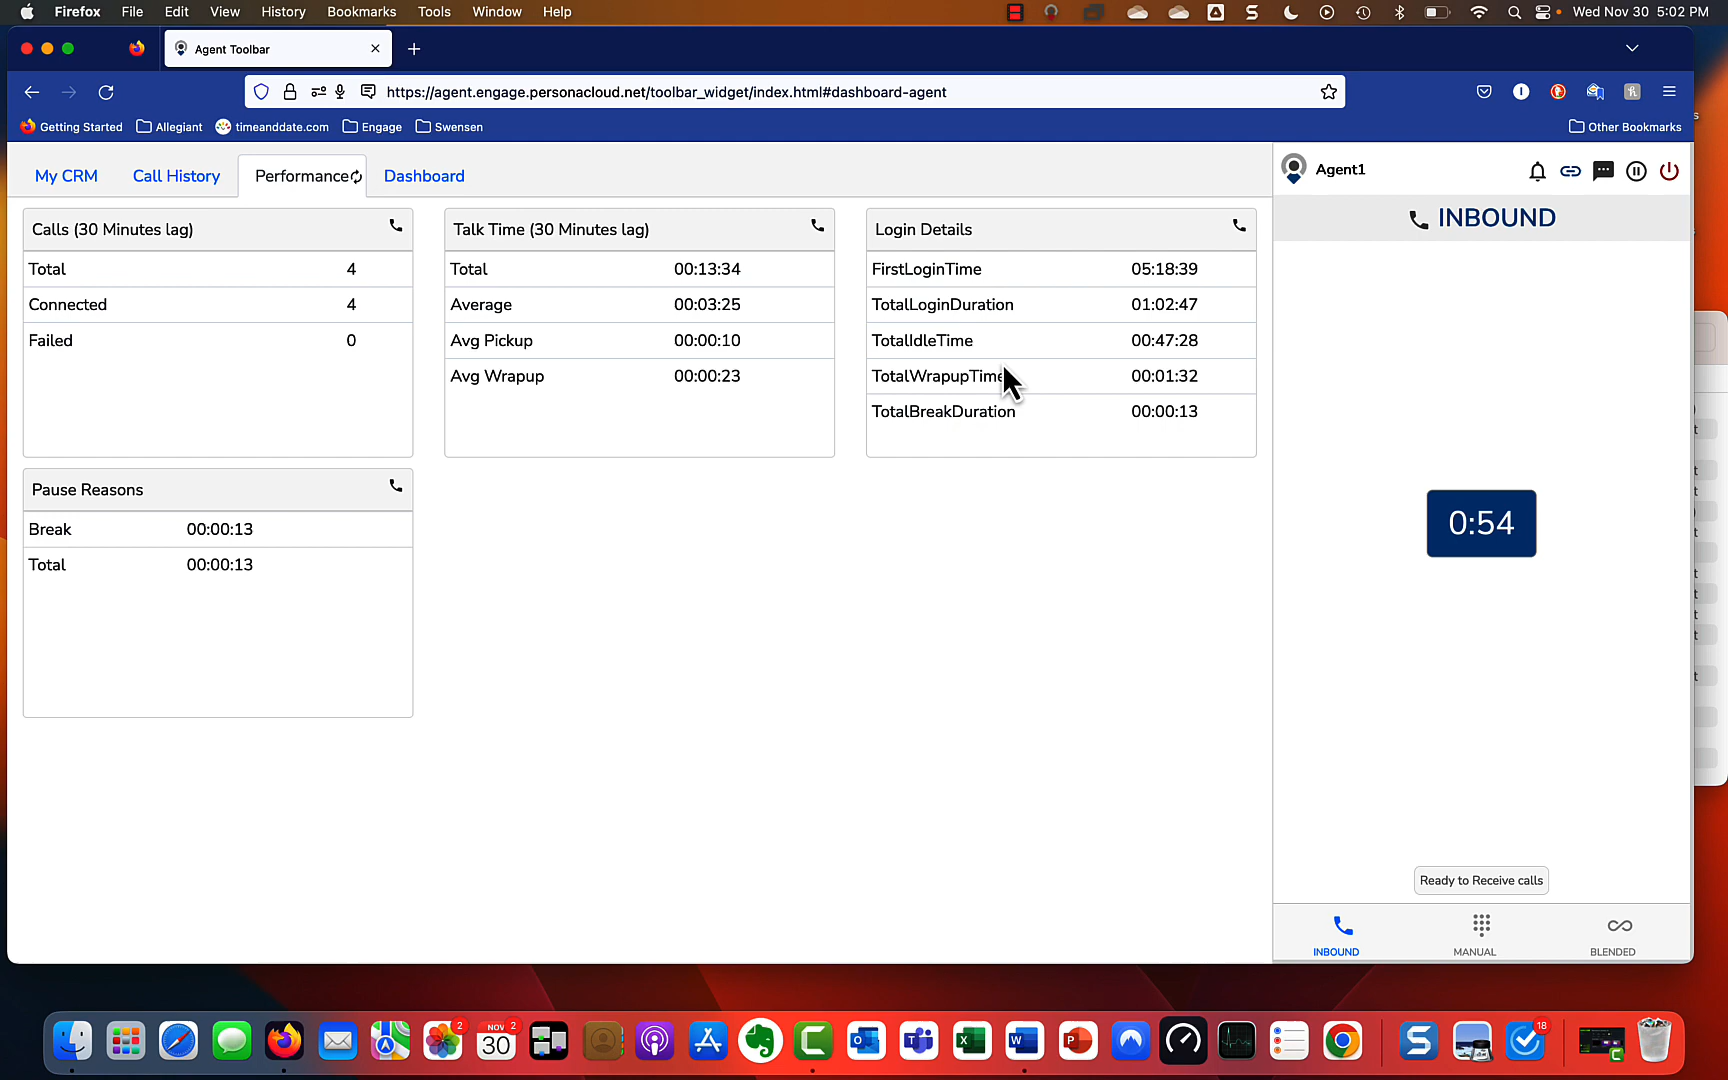 Firefox File Edit View History Bookmarks Tools Window Help
Wed Nov 30 5:02 PM
Agent Toolbar
https://agent.engage.personacloud.net/toolbar_widget/index.html#dashboard-agent
Getting Started Allegiant timeanddate.com Engage Swensen Other Bookmarks
My CRM Call History Performance Dashboard
Agent1
INBOUND
Calls (30 Minutes lag)
Total 4
Connected 4
Failed 0
Talk Time (30 Minutes lag)
Total 00:13:34
Average 00:03:25
Avg Pickup 00:00:10
Avg Wrapup 00:00:23
Login Details
FirstLoginTime 05:18:39
TotalLoginDuration 01:02:47
TotalIdleTime 00:47:28
TotalWrapupTime 00:01:32
TotalBreakDuration 00:00:13
Pause Reasons
Break 00:00:13
Total 00:00:13
0:54
Ready to Receive calls
INBOUND MANUAL BLENDED
2
NOV 2
30
18